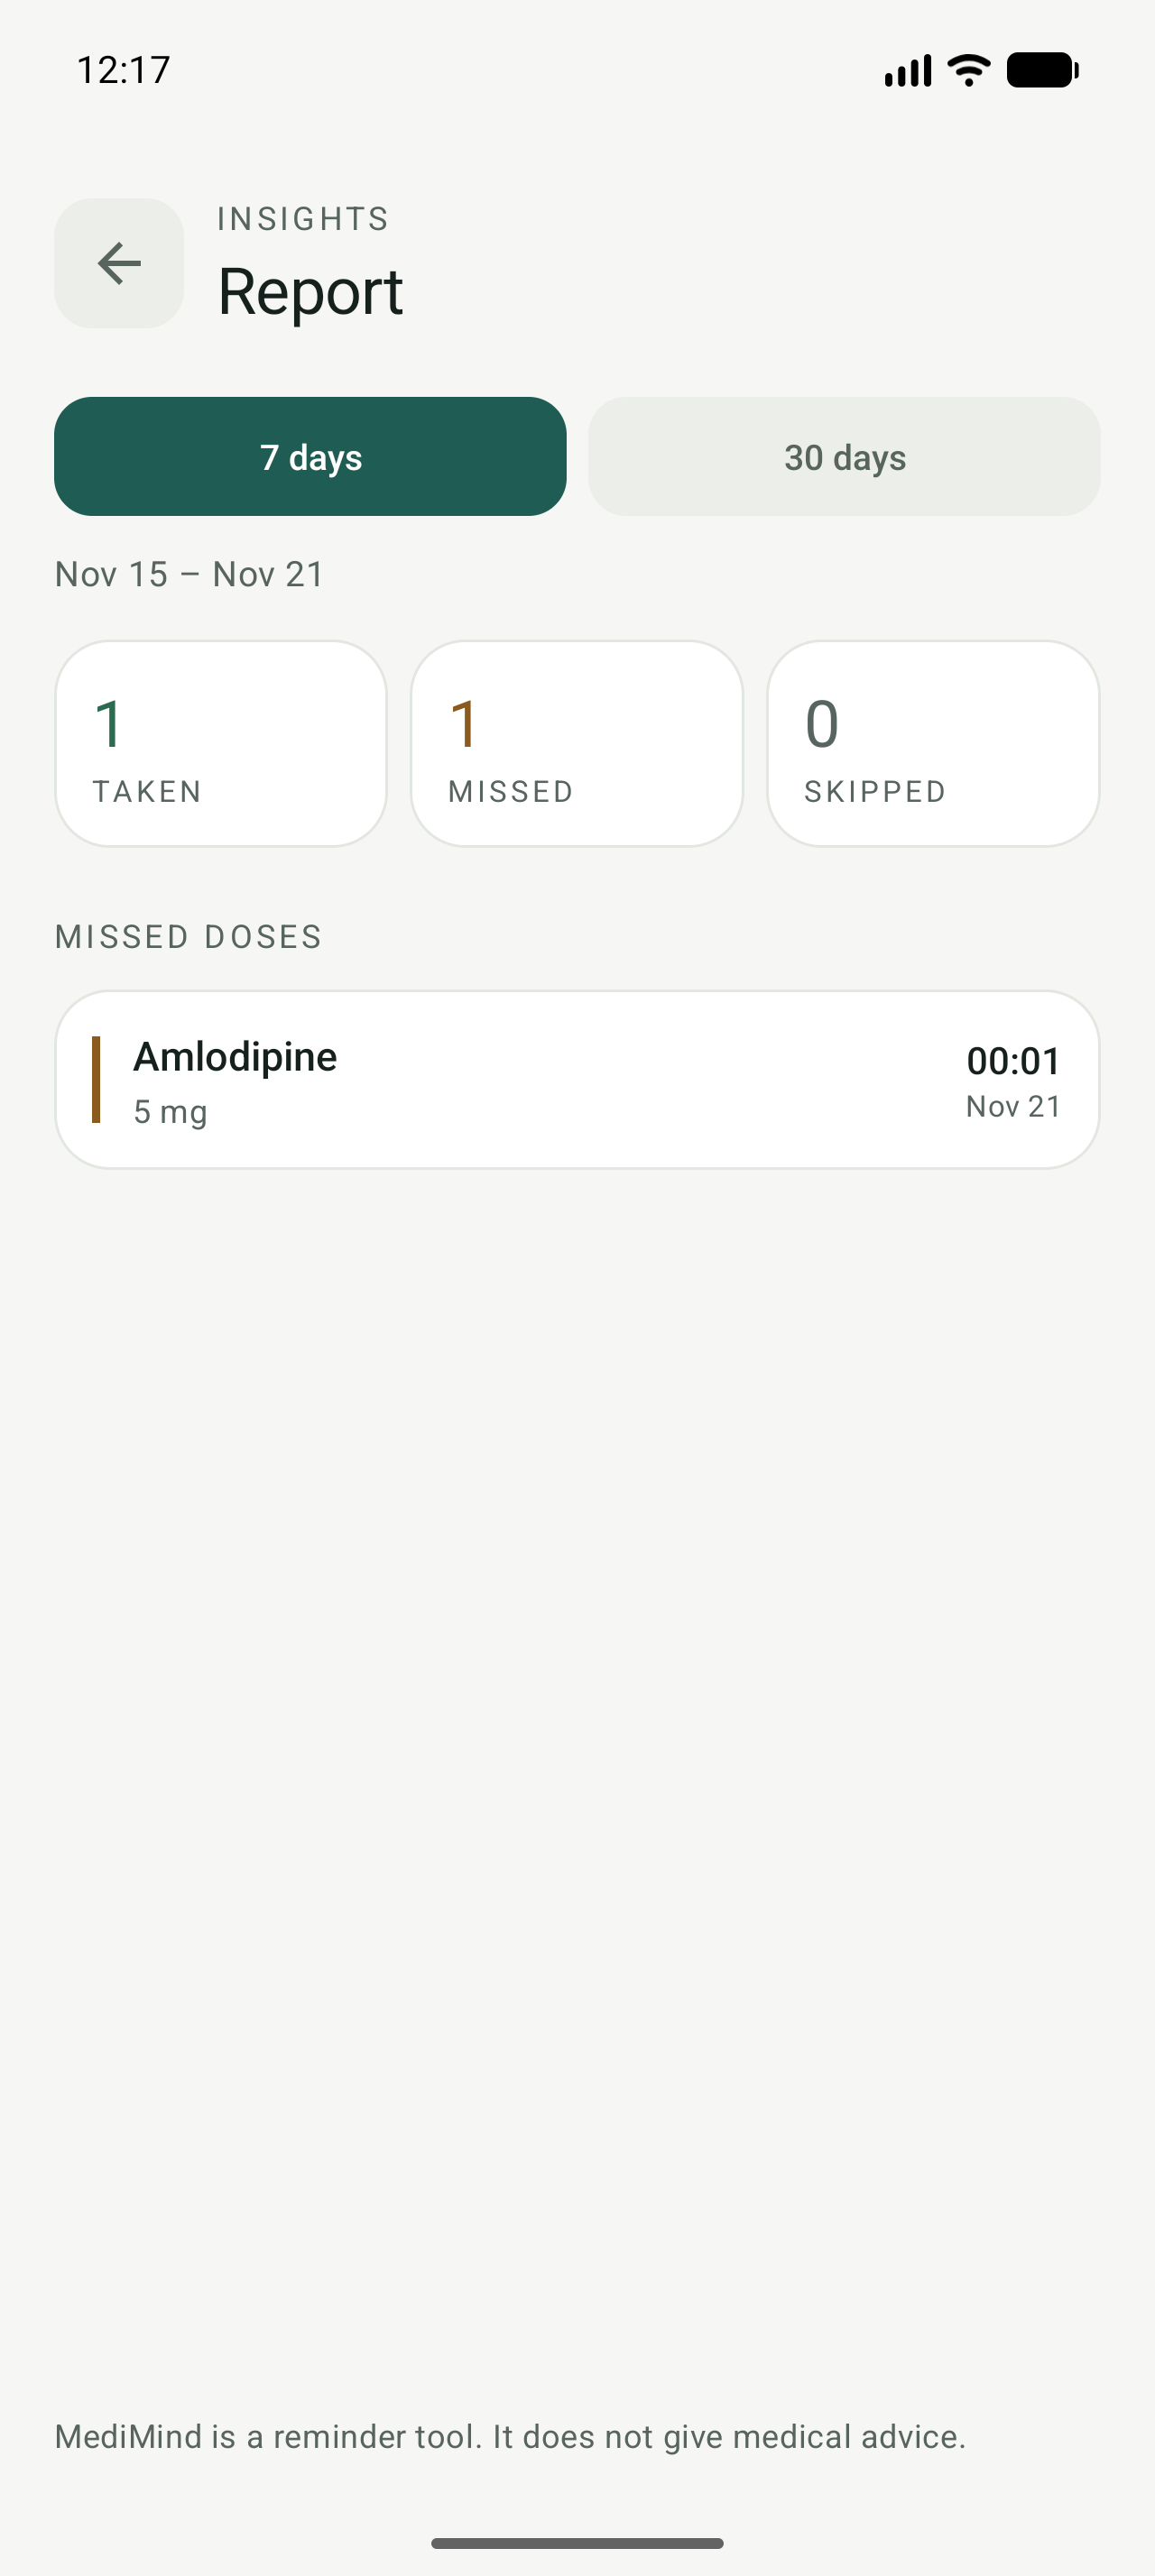 12:17
INSIGHTS
Report
7 days
30 days
Nov 15 – Nov 21
1
TAKEN
1
MISSED
0
SKIPPED
MISSED DOSES
Amlodipine
5 mg
00:01
Nov 21
MediMind is a reminder tool. It does not give medical advice.